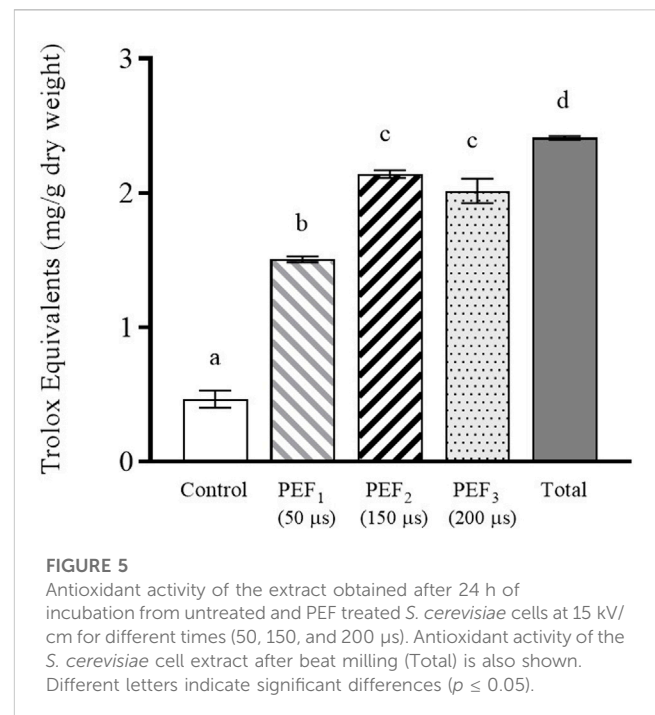 Trolox Equivalents (mg/g dry weight)
3
2
1
0
a
b
c
c
d
Control
PEF₁
(50 µs)
PEF₂
(150 µs)
PEF₃
(200 µs)
Total
FIGURE 5
Antioxidant activity of the extract obtained after 24 h of
incubation from untreated and PEF treated S. cerevisiae cells at 15 kV/
cm for different times (50, 150, and 200 µs). Antioxidant activity of the
S. cerevisiae cell extract after beat milling (Total) is also shown.
Different letters indicate significant differences (p ≤ 0.05).